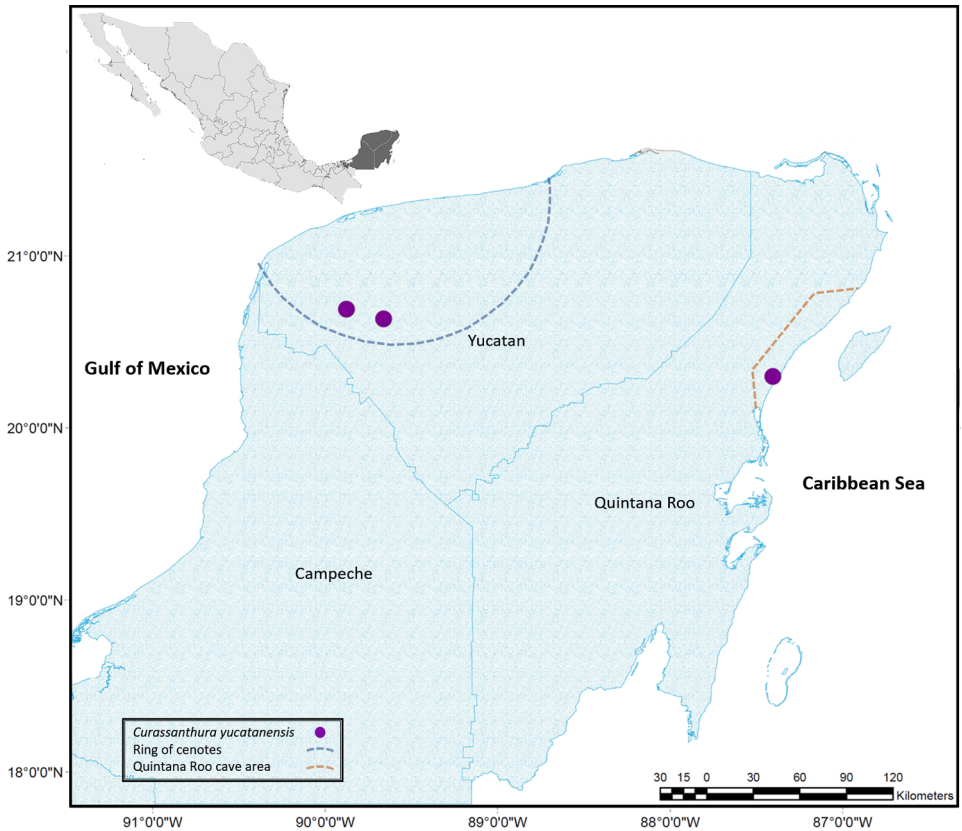 21°0'0"N
Yucatan
Gulf of Mexico
20°0'0"N
Caribbean Sea
Quintana Roo
Campeche
19°0'0"N
Curassanthura yucatanensis
Ring of cenotes
Quintana Roo cave area
18°0'0"N
30 15 0 30 60 90 120
Kilometers
91°0'0"W 90°0'0"W 89°0'0"W 88°0'0"W 87°0'0"W